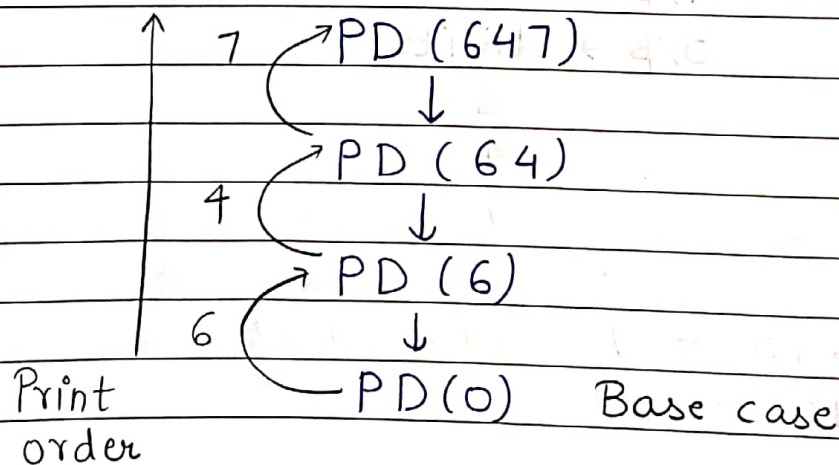 7 PD (647)
PD (64)
4
PD (6)
6
Print PD(0) Base case
order